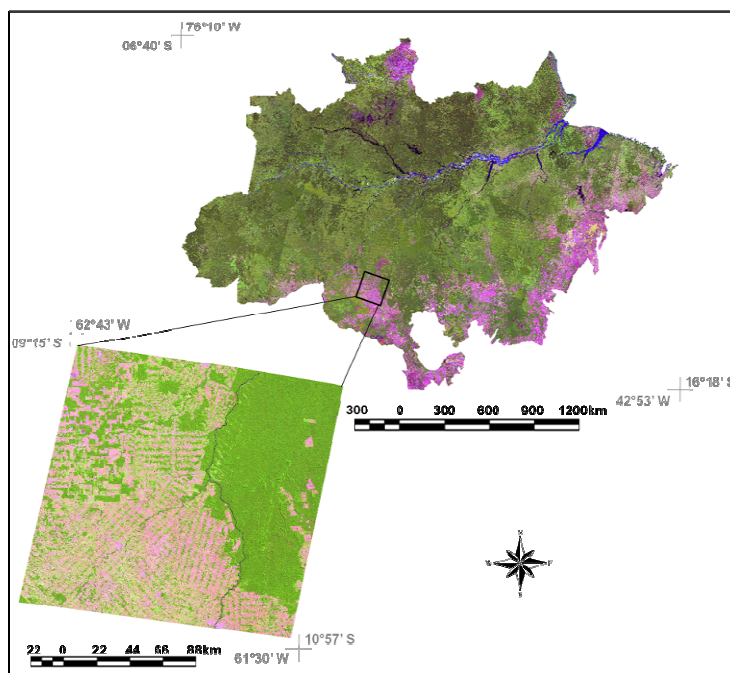 76°10' W
06°40' S
62°43' W
09°15' S
16°18' S
42°53' W
300 0 300 600 900 1200km
10°57' S
61°30' W
22 0 22 44 66 88km